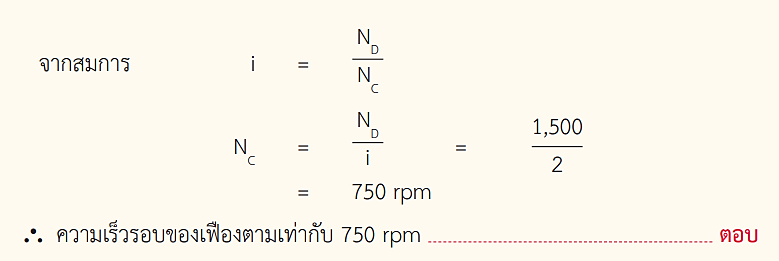 จากสมการ i = N_D / N_C
N_C = N_D / i = 1,500 / 2
= 750 rpm
∴ ความเร็วรอบของเฟืองตามเท่ากับ 750 rpm ........................................ ตอบ